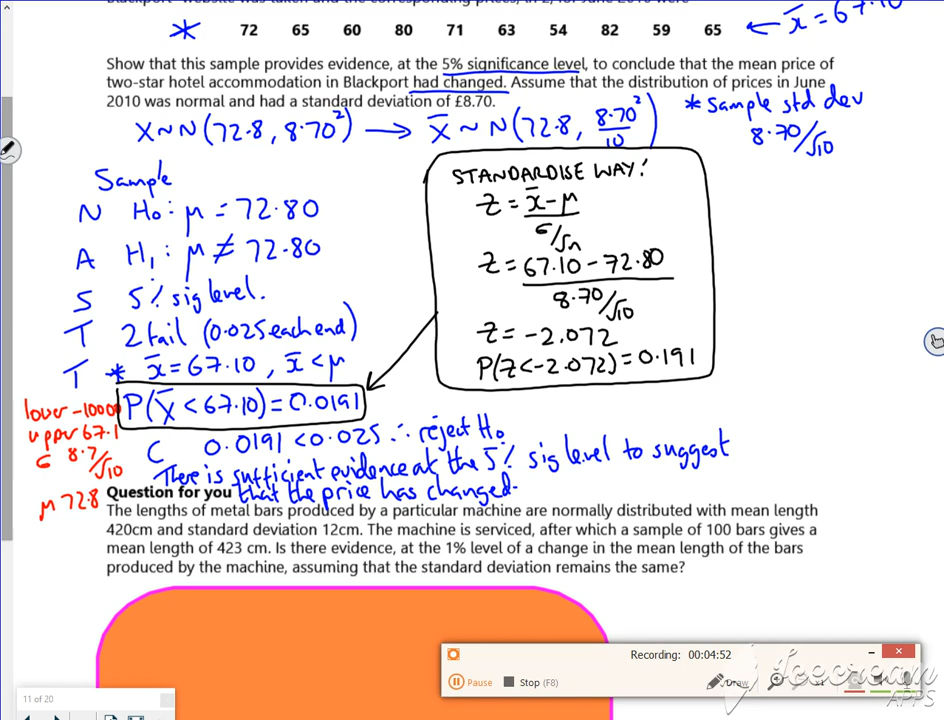 ← x̄ = 67.10
* 72 65 60 80 71 63 54 82 59 65
Show that this sample provides evidence, at the 5% significance level, to conclude that the mean price of
two-star hotel accommodation in Blackport had changed. Assume that the distribution of prices in June
2010 was normal and had a standard deviation of £8.70.
* Sample std dev
8.70/√10
X~N(72.8, 8.70²) → X̄ ~ N(72.8, 8.70²/10)
Sample
N H₀: μ = 72.80
A H₁: μ ≠ 72.80
S 5% sig level.
T 2 tail (0.025 each end)
T * x̄ = 67.10, x̄ < μ
P(X̄ < 67.10) = 0.0191
STANDARDISE WAY!
z = x̄ - μ
σ/√n
z = 67.10 - 72.80
8.70/√10
z = -2.072
P(z < -2.072) = 0.191
lower -10000
upper 67.1
σ 8.7/√10
μ 72.8
C 0.0191 < 0.025 ∴ reject H₀
There is sufficient evidence at the 5% sig level to suggest
that the price has changed.
Question for you
The lengths of metal bars produced by a particular machine are normally distributed with mean length
420cm and standard deviation 12cm. The machine is serviced, after which a sample of 100 bars gives a
mean length of 423 cm. Is there evidence, at the 1% level of a change in the mean length of the bars
produced by the machine, assuming that the standard deviation remains the same?
Recording: 00:04:52
Pause
Stop (F8)
Draw
Icecream
APPS
11 of 20